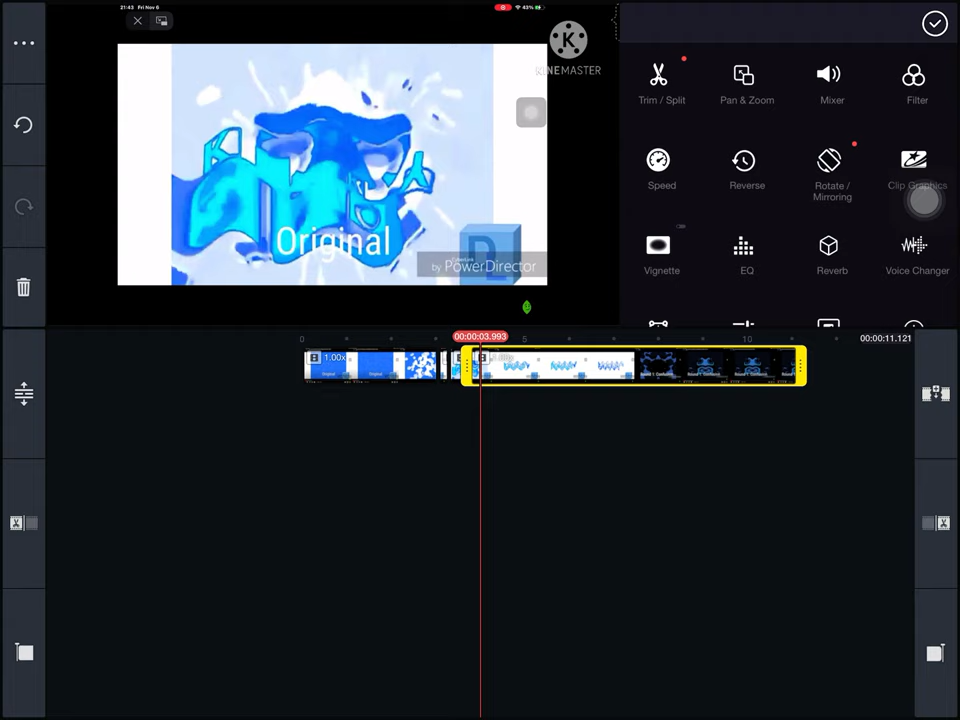 21:43 Fri Nov 6
43%
KINEMASTER
Original
by CyberLink PowerDirector
Trim / Split
Pan & Zoom
Mixer
Filter
Speed
Reverse
Rotate /
Mirroring
Clip Graphics
Vignette
EQ
Reverb
Voice Changer
00:00:03.993
0
5
10
00:00:11.121
1.00x